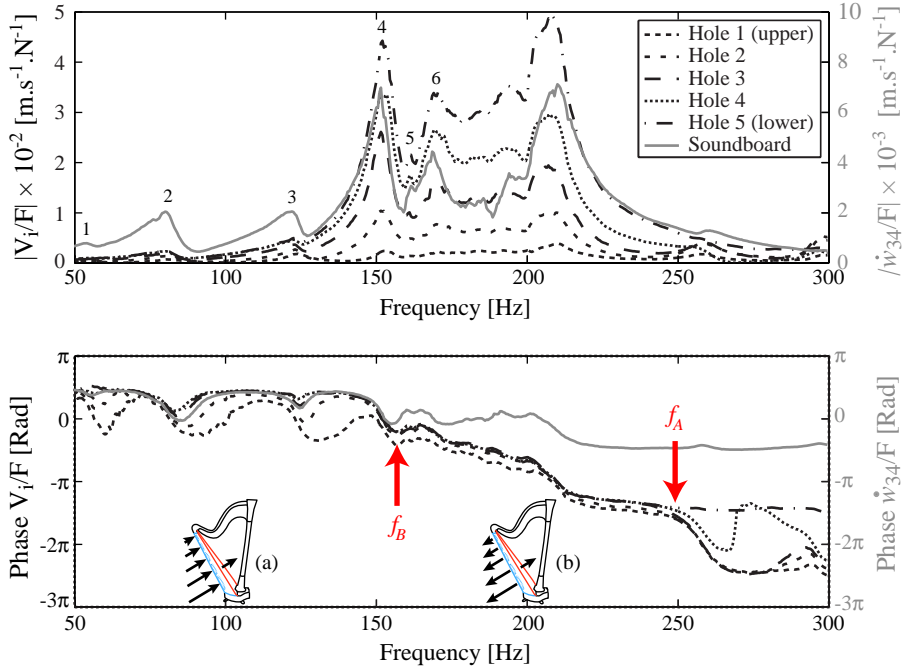 |V_i/F| × 10^-2 [m.s^-1.N^-1]
5
4
3
2
1
0
1
2
3
4
5
6
Hole 1 (upper)
Hole 2
Hole 3
Hole 4
Hole 5 (lower)
Soundboard
10
8
6
4
2
0
/ẇ_34/F| × 10^-3 [m.s^-1.N^-1]
50 100 150 200 250 300
Frequency [Hz]
Phase V_i/F [Rad]
π
0
-π
-2π
-3π
f_B
f_A
(a)
(b)
π
0
-π
-2π
-3π
Phase ẇ_34/F [Rad]
50 100 150 200 250 300
Frequency [Hz]